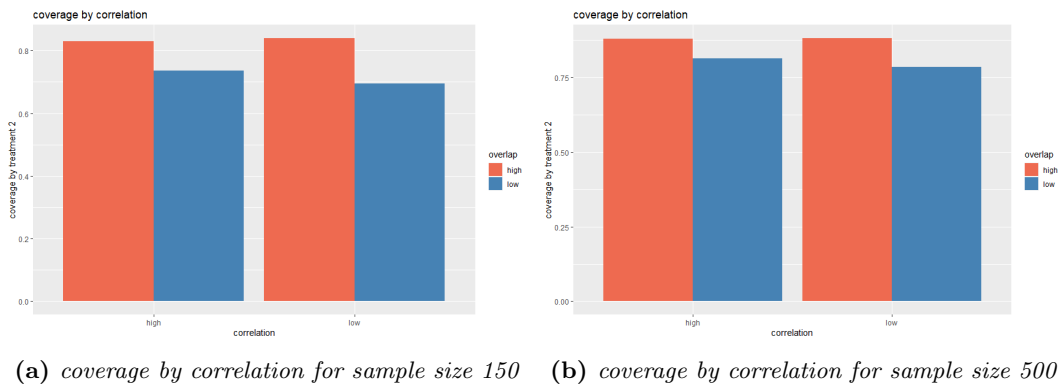 coverage by correlation
0.8
0.6
0.4
0.2
0.0
coverage by treatment 2
high
low
correlation
overlap
high
low
coverage by correlation
0.75
0.50
0.25
0.00
coverage by treatment 2
high
low
correlation
overlap
high
low
(a) coverage by correlation for sample size 150
(b) coverage by correlation for sample size 500